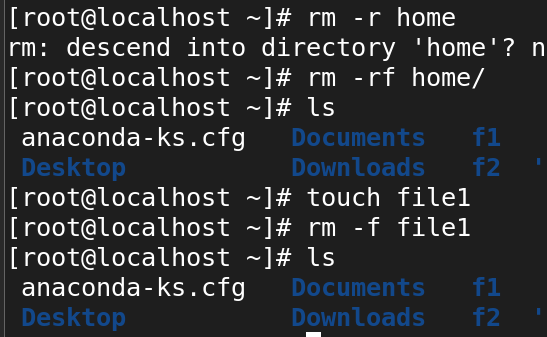 [root@localhost ~]# rm -r home
rm: descend into directory 'home'? n
[root@localhost ~]# rm -rf home/
[root@localhost ~]# ls
anaconda-ks.cfg   Documents   f1
Desktop           Downloads   f2  '
[root@localhost ~]# touch file1
[root@localhost ~]# rm -f file1
[root@localhost ~]# ls
anaconda-ks.cfg   Documents   f1
Desktop           Downloads   f2  '